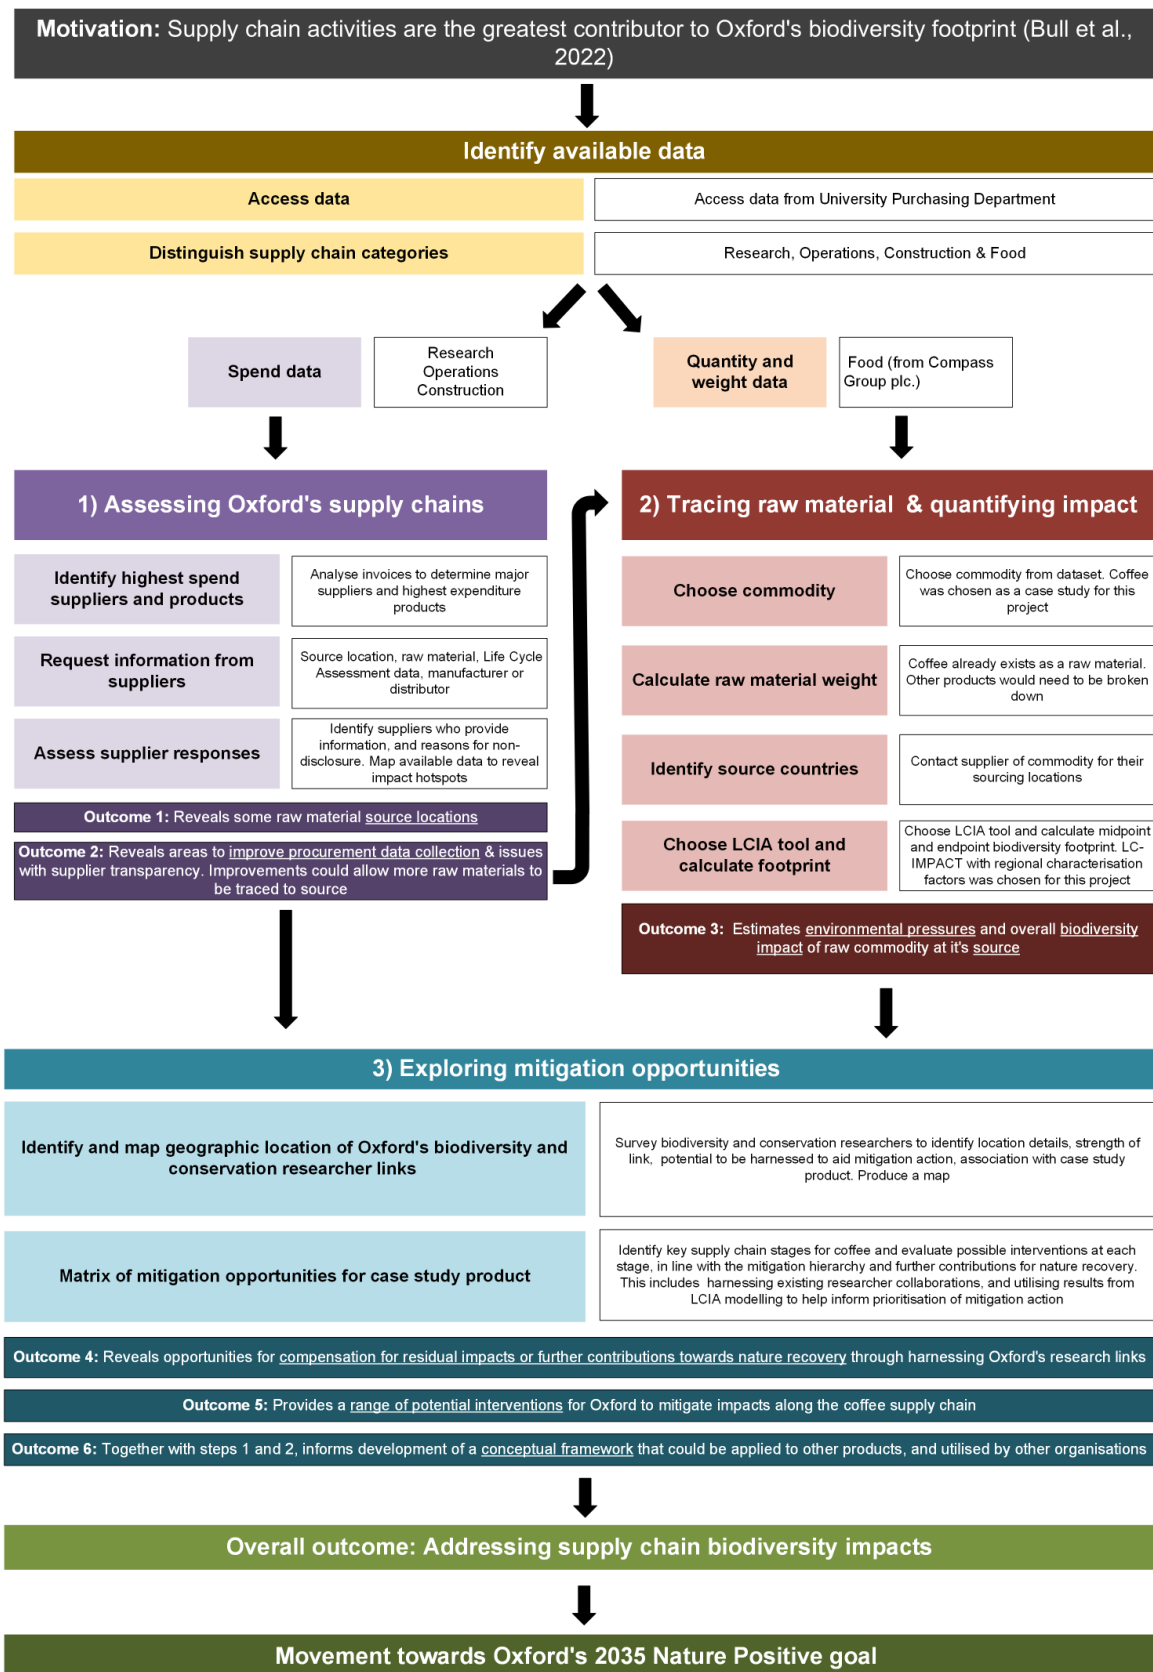 Motivation: Supply chain activities are the greatest contributor to Oxford's biodiversity footprint (Bull et al.,
2022)
Identify available data
Access data
Access data from University Purchasing Department
Distinguish supply chain categories
Research, Operations, Construction & Food
Spend data
Research
Operations
Construction
Quantity and
weight data
Food (from Compass
Group plc.)
1) Assessing Oxford's supply chains
Identify highest spend
suppliers and products
Analyse invoices to determine major
suppliers and highest expenditure
products
Request information from
suppliers
Source location, raw material, Life Cycle
Assessment data, manufacturer or
distributor
Assess supplier responses
Identify suppliers who provide
information, and reasons for non-
disclosure. Map available data to reveal
impact hotspots
Outcome 1: Reveals some raw material source locations
Outcome 2: Reveals areas to improve procurement data collection & issues
with supplier transparency. Improvements could allow more raw materials to
be traced to source
2) Tracing raw material & quantifying impact
Choose commodity
Choose commodity from dataset. Coffee
was chosen as a case study for this
project
Calculate raw material weight
Coffee already exists as a raw material.
Other products would need to be broken
down
Identify source countries
Contact supplier of commodity for their
sourcing locations
Choose LCIA tool and
calculate footprint
Choose LCIA tool and calculate midpoint
and endpoint biodiversity footprint. LC-
IMPACT with regional characterisation
factors was chosen for this project
Outcome 3: Estimates environmental pressures and overall biodiversity
impact of raw commodity at it's source
3) Exploring mitigation opportunities
Identify and map geographic location of Oxford's biodiversity and
conservation researcher links
Survey biodiversity and conservation researchers to identify location details, strength of
link, potential to be harnessed to aid mitigation action, association with case study
product. Produce a map
Matrix of mitigation opportunities for case study product
Identify key supply chain stages for coffee and evaluate possible interventions at each
stage, in line with the mitigation hierarchy and further contributions for nature recovery.
This includes harnessing existing researcher collaborations, and utilising results from
LCIA modelling to help inform prioritisation of mitigation action
Outcome 4: Reveals opportunities for compensation for residual impacts or further contributions towards nature recovery through harnessing Oxford's research links
Outcome 5: Provides a range of potential interventions for Oxford to mitigate impacts along the coffee supply chain
Outcome 6: Together with steps 1 and 2, informs development of a conceptual framework that could be applied to other products, and utilised by other organisations
Overall outcome: Addressing supply chain biodiversity impacts
Movement towards Oxford's 2035 Nature Positive goal